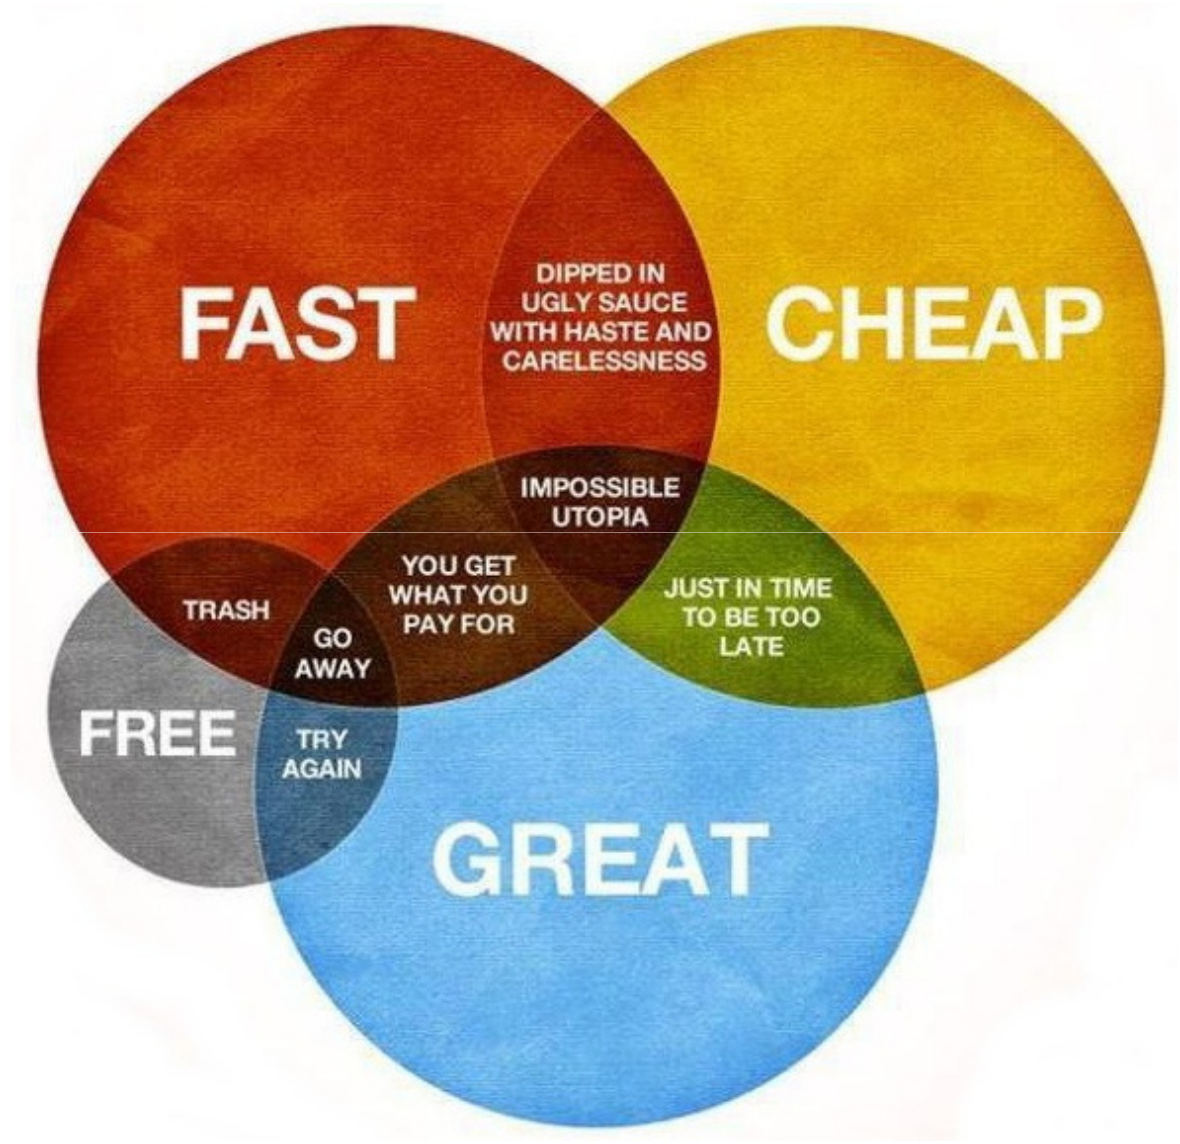 FAST
CHEAP
DIPPED IN
UGLY SAUCE
WITH HASTE AND
CARELESSNESS
IMPOSSIBLE
UTOPIA
YOU GET
WHAT YOU
PAY FOR
JUST IN TIME
TO BE TOO
LATE
TRASH
GO
AWAY
FREE
TRY
AGAIN
GREAT